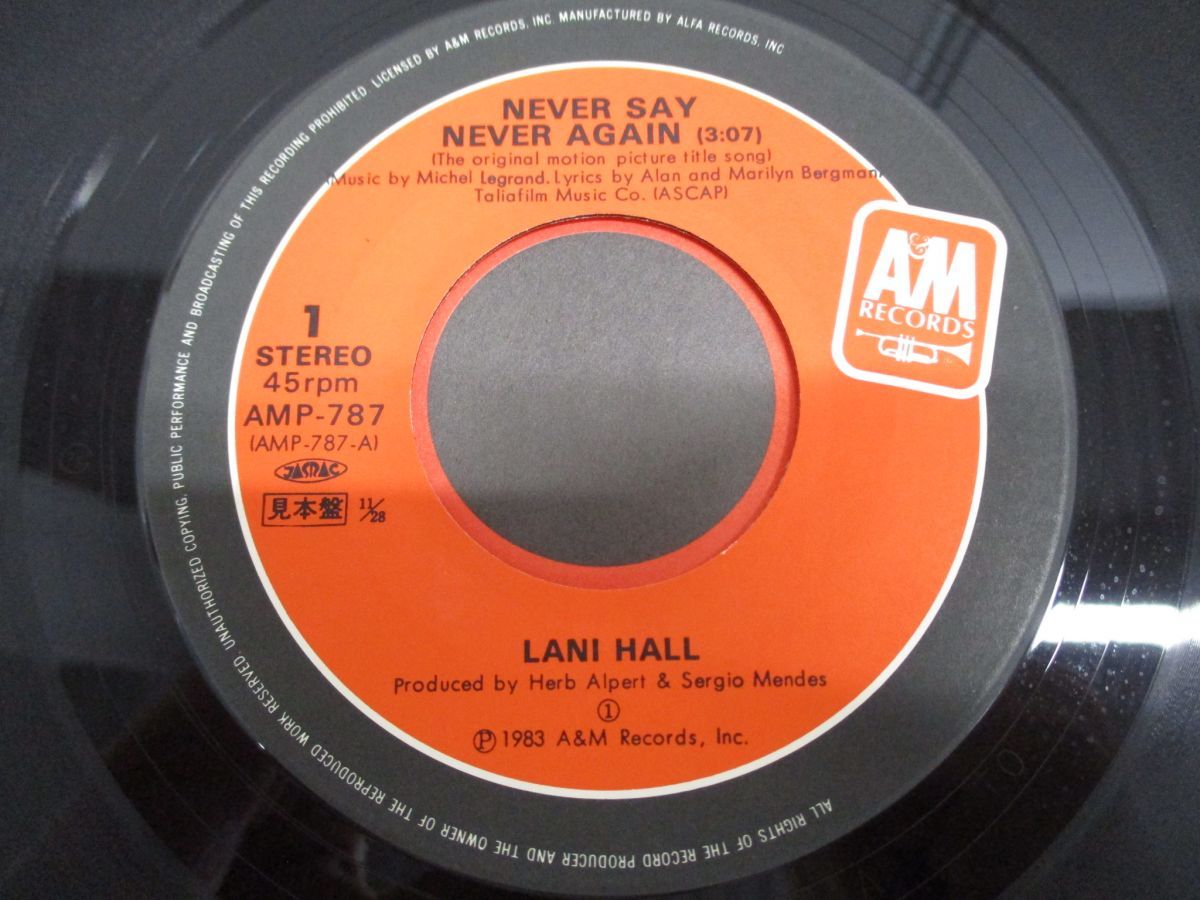 NEVER SAY
NEVER AGAIN (3:07)
(The original motion picture title song)
(Music by Michel Legrand. Lyrics by Alan and Marilyn Bergman)
Taliafilm Music Co. (ASCAP)
A&M
RECORDS
1
STEREO
45rpm
AMP-787
(AMP-787-A)
JASRAC
見本盤 11/28
LANI HALL
Produced by Herb Alpert & Sergio Mendes
①
Ⓟ1983 A&M Records, Inc.
ALL RIGHTS OF THE RECORD PRODUCER AND THE OWNER OF THE REPRODUCED WORK RESERVED. UNAUTHORIZED COPYING, PUBLIC PERFORMANCE AND BROADCASTING OF THIS RECORDING PROHIBITED. LICENSED BY A&M RECORDS, INC MANUFACTURED BY ALFA RECORDS, INC